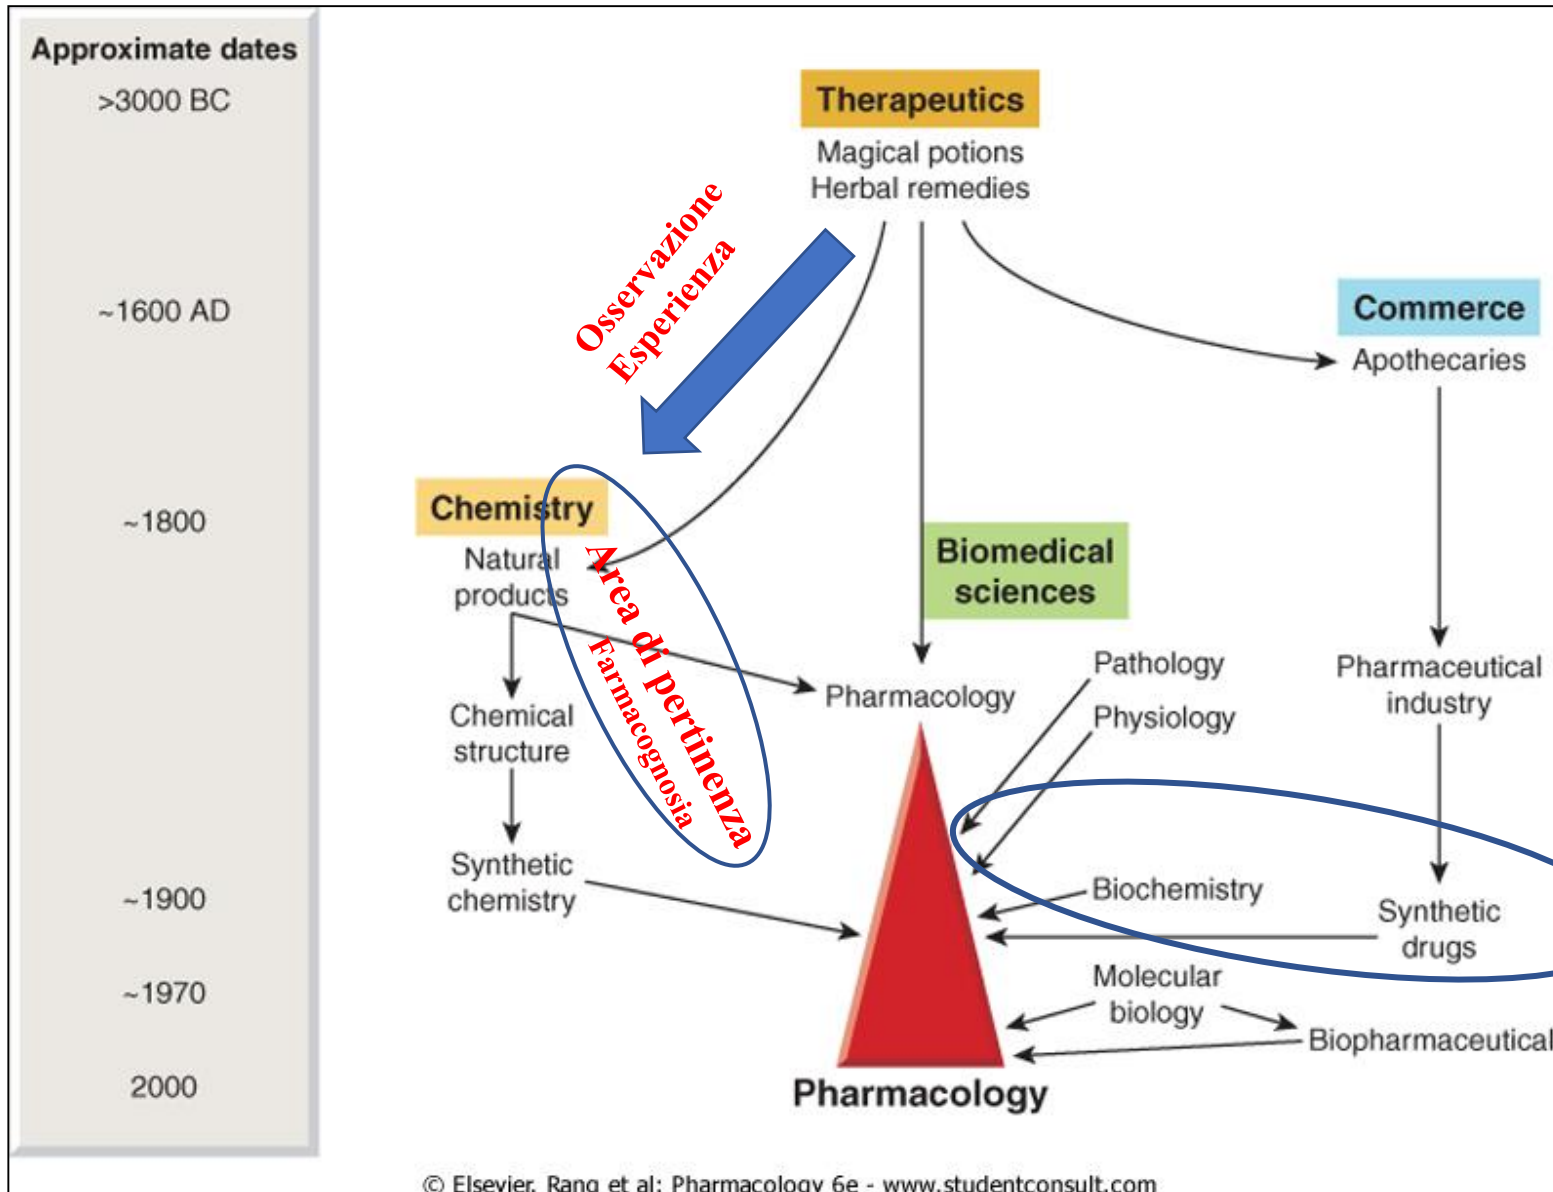 Approximate dates
>3000 BC
~1600 AD
~1800
~1900
~1970
2000
Therapeutics
Magical potions
Herbal remedies
Osservazione
Esperienza
Commerce
Apothecaries
Chemistry
Natural
products
Area di pertinenza
Farmacognosia
Biomedical
sciences
Pharmacology
Pathology
Physiology
Pharmaceutical
industry
Chemical
structure
Synthetic
chemistry
Biochemistry
Synthetic
drugs
Molecular
biology
Biopharmaceutical
Pharmacology
© Elsevier. Rang et al: Pharmacology 6e - www.studentconsult.com